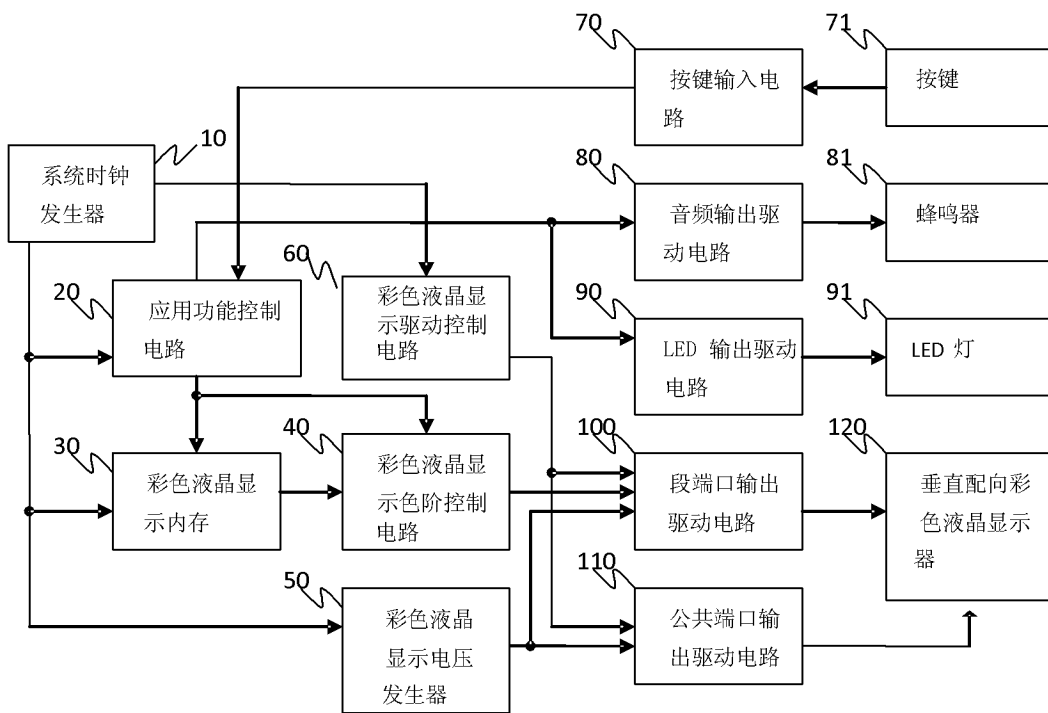 70
71
按键输入电
路
按键
10
系统时钟
发生器
80
81
音频输出驱
动电路
蜂鸣器
60
彩色液晶显
示驱动控制
电路
20
应用功能控制
电路
90
91
LED 输出驱动
电路
LED 灯
30
彩色液晶显
示内存
40
彩色液晶显
示色阶控制
电路
100
段端口输出
驱动电路
120
垂直配向彩
色液晶显示
器
50
彩色液晶
显示电压
发生器
110
公共端口输
出驱动电路